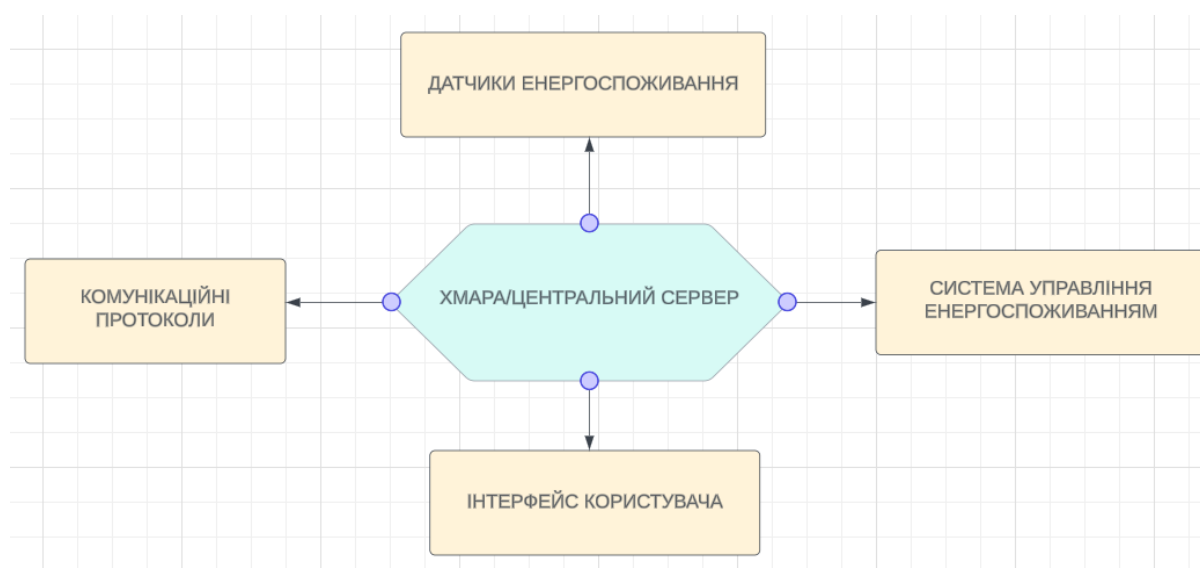 ДАТЧИКИ ЕНЕРГОСПОЖИВАННЯ
КОМУНІКАЦІЙНІ
ПРОТОКОЛИ
ХМАРА/ЦЕНТРАЛЬНИЙ СЕРВЕР
СИСТЕМА УПРАВЛІННЯ
ЕНЕРГОСПОЖИВАННЯМ
ІНТЕРФЕЙС КОРИСТУВАЧА